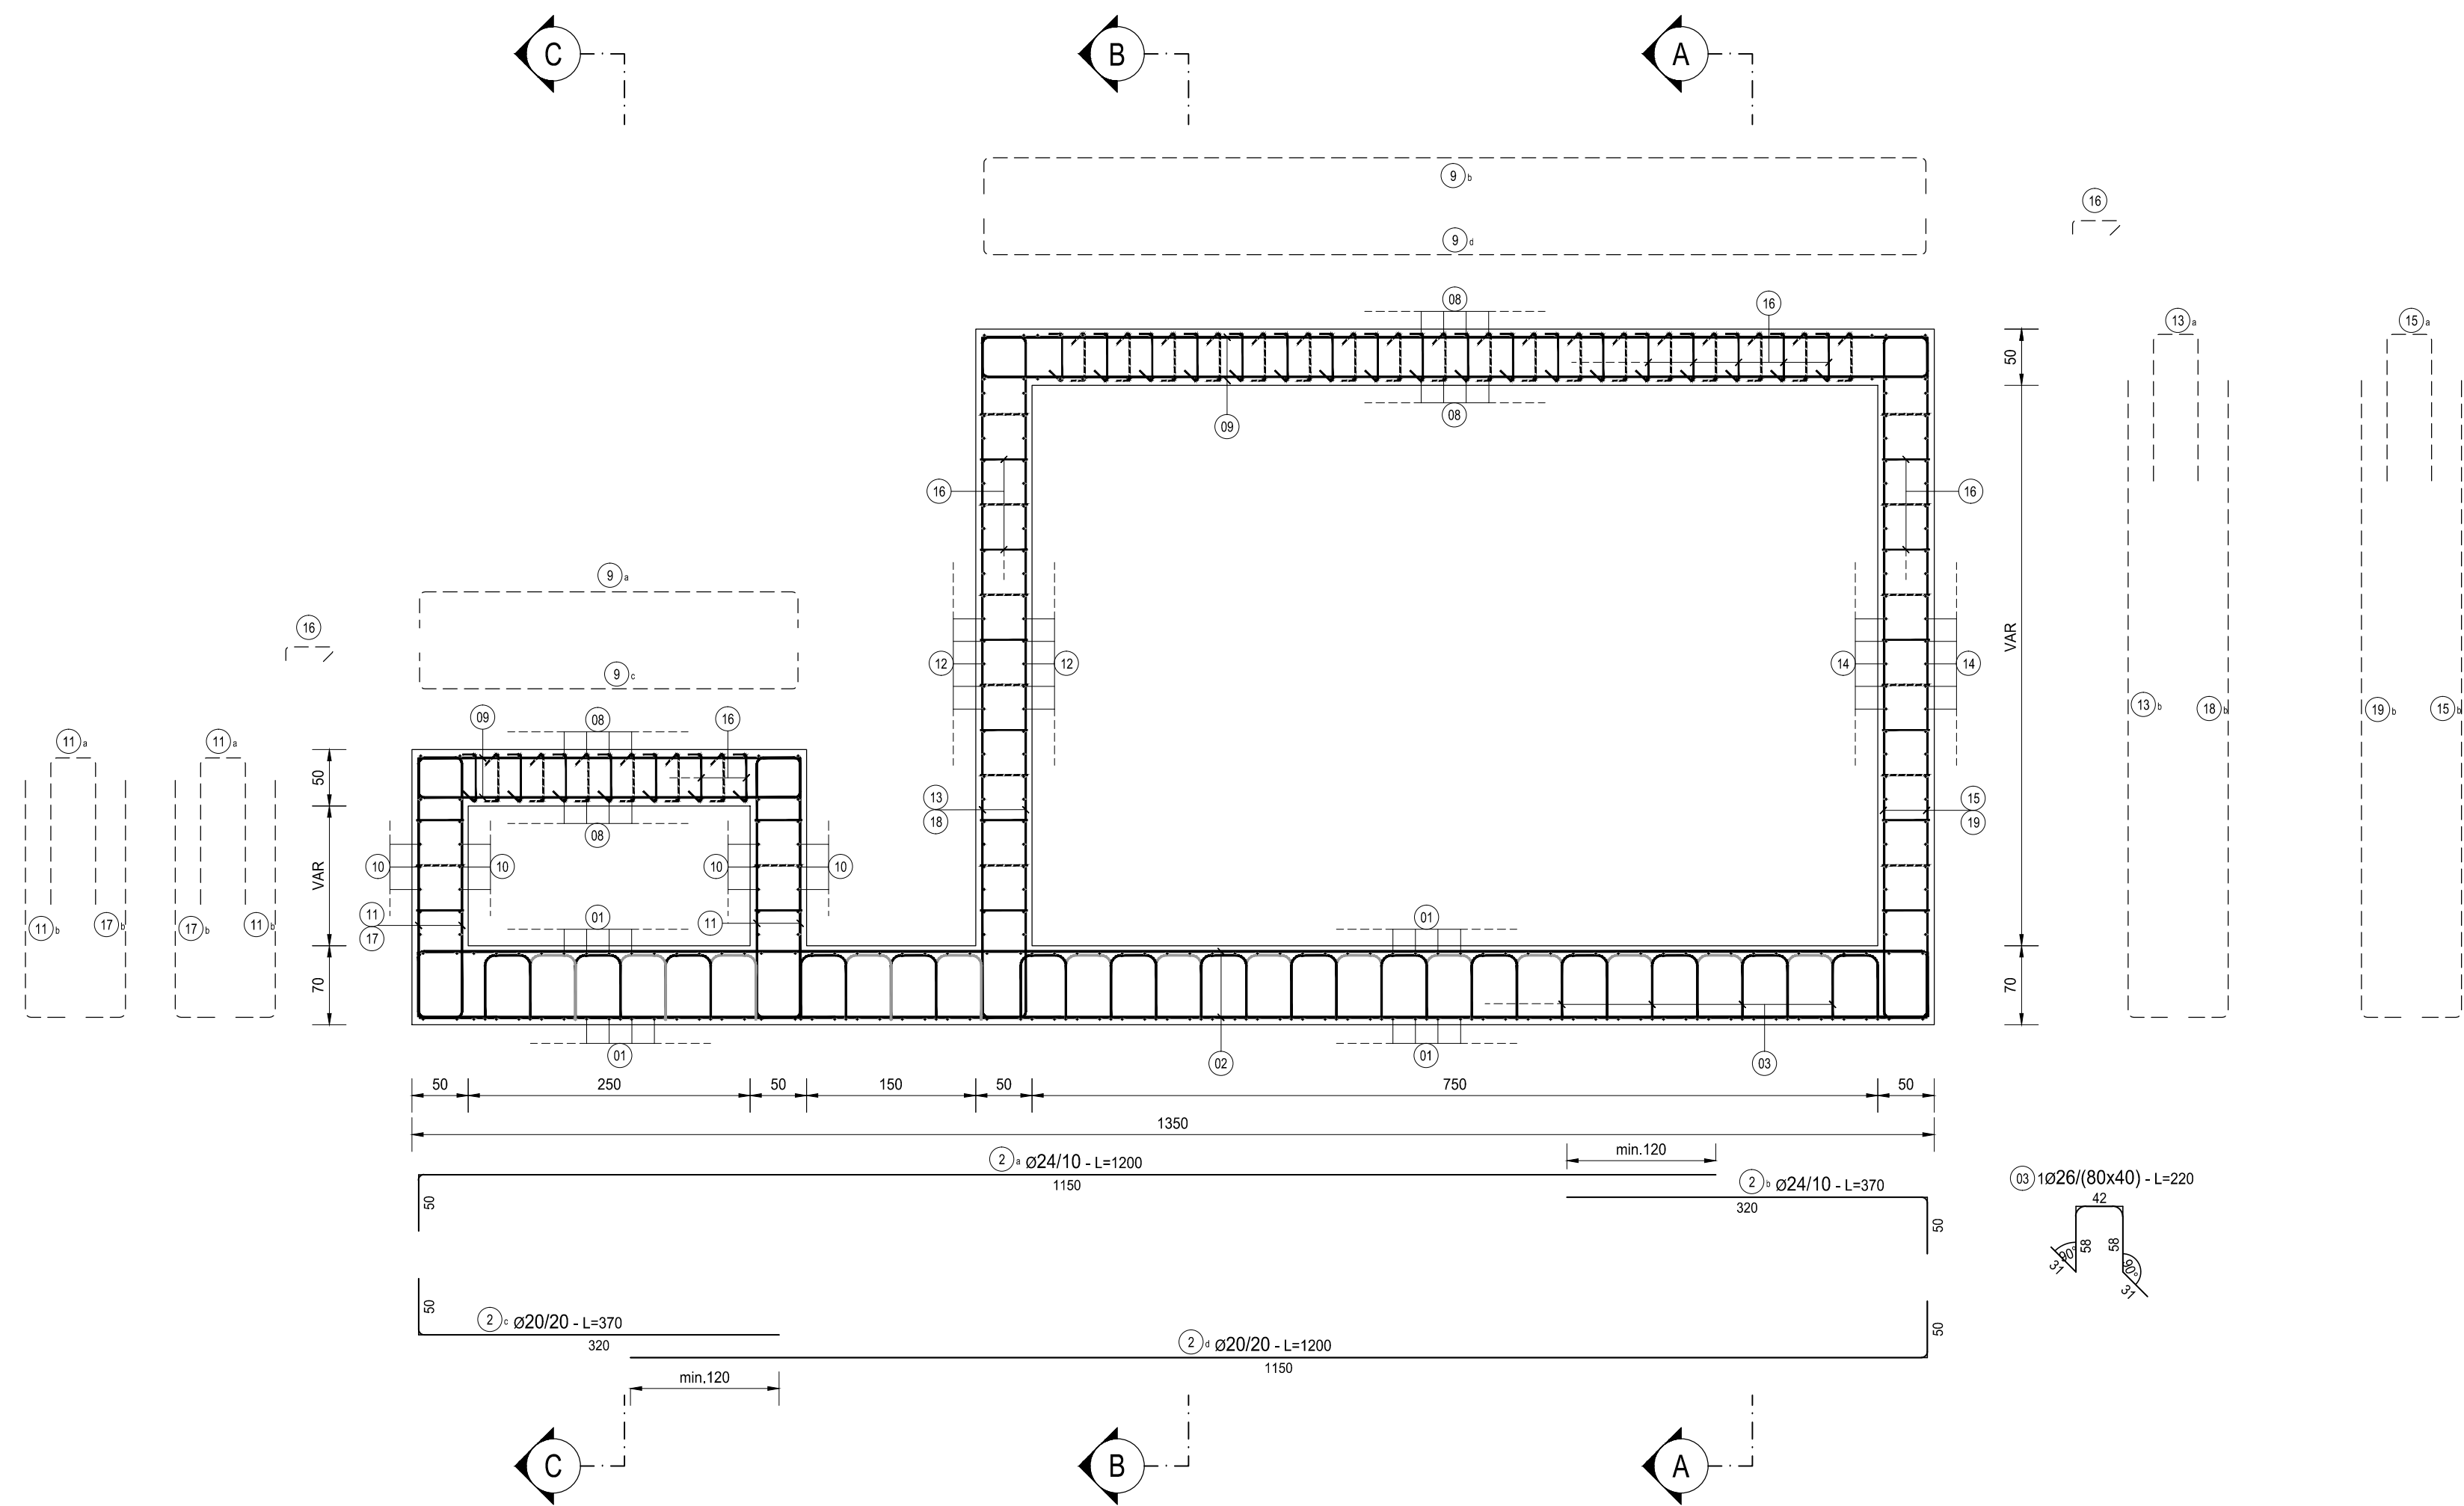 C
B
A
9 b
9 d
16
08
16
13 a
15 a
50
08
09
16
16
9 a
16
VAR
12
12
14
14
9 c
13 b
18 b
19 b
15 b
09
08
16
11 a
11 a
50
13
18
15
19
08
10
10
10
10
VAR
11
17
11
01
01
11 b
17 b
17 b
11 b
70
70
01
01
02
03
50
250
50
150
50
750
50
1350
min.120
2 a Ø24/10 - L=1200
1150
2 b Ø24/10 - L=370
320
50
50
03 1Ø26/(80x40) - L=220
42
58
58
90°
31
90°
31
50
50
2 c Ø20/20 - L=370
320
2 d Ø20/20 - L=1200
1150
min.120
C
B
A